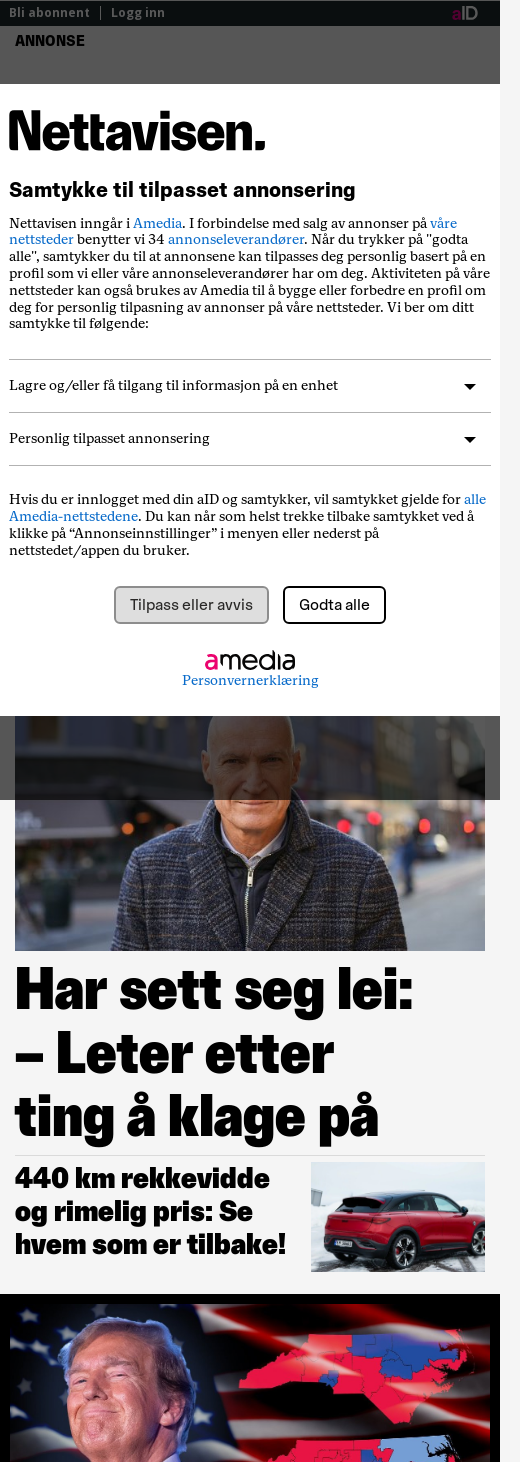 Bli abonnent
Logg inn
aID
ANNONSE
Nettavisen.
Samtykke til tilpasset annonsering
Nettavisen inngår i Amedia. I forbindelse med salg av annonser på våre
nettsteder benytter vi 34 annonseleverandører. Når du trykker på "godta
alle", samtykker du til at annonsene kan tilpasses deg personlig basert på en
profil som vi eller våre annonseleverandører har om deg. Aktiviteten på våre
nettsteder kan også brukes av Amedia til å bygge eller forbedre en profil om
deg for personlig tilpasning av annonser på våre nettsteder. Vi ber om ditt
samtykke til følgende:
Lagre og/eller få tilgang til informasjon på en enhet
Personlig tilpasset annonsering
Hvis du er innlogget med din aID og samtykker, vil samtykket gjelde for alle
Amedia-nettstedene. Du kan når som helst trekke tilbake samtykket ved å
klikke på “Annonseinnstillinger” i menyen eller nederst på
nettstedet/appen du bruker.
Tilpass eller avvis
Godta alle
amedia
Personvernerklæring
Har sett seg lei:
– Leter etter
ting å klage på
440 km rekkevidde
og rimelig pris: Se
hvem som er tilbake!